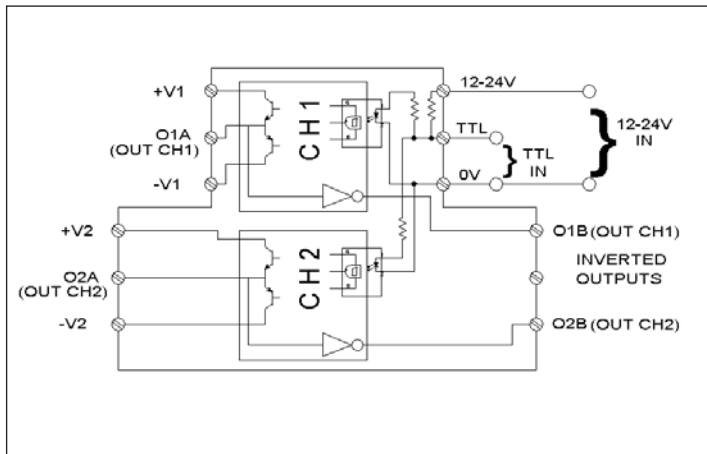 +V1
O1A
(OUT CH1)
-V1
+V2
O2A
(OUT CH2)
-V2
CH1
CH2
12-24V
TTL
0V
TTL
IN
12-24V
IN
O1B (OUT CH1)
INVERTED
OUTPUTS
O2B (OUT CH2)